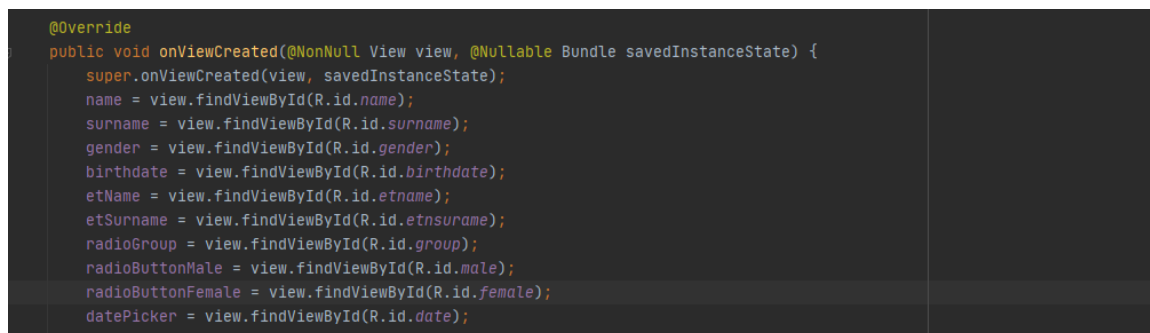 @Override
public void onViewCreated(@NonNull View view, @Nullable Bundle savedInstanceState) {
super.onViewCreated(view, savedInstanceState);
name = view.findViewById(R.id.name);
surname = view.findViewById(R.id.surname);
gender = view.findViewById(R.id.gender);
birthdate = view.findViewById(R.id.birthdate);
etName = view.findViewById(R.id.etname);
etSurname = view.findViewById(R.id.etnsurame);
radioGroup = view.findViewById(R.id.group);
radioButtonMale = view.findViewById(R.id.male);
radioButtonFemale = view.findViewById(R.id.female);
datePicker = view.findViewById(R.id.date);